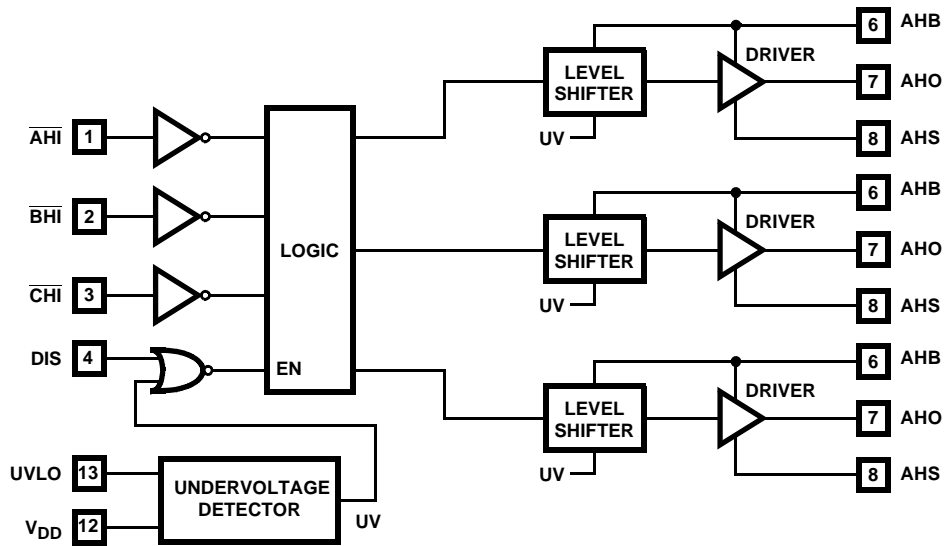 6 AHB
DRIVER
LEVEL
SHIFTER
7 AHO
UV
8 AHS
AHI 1
BHI 2
CHI 3
DIS 4
LOGIC
EN
6 AHB
DRIVER
LEVEL
SHIFTER
7 AHO
UV
8 AHS
6 AHB
DRIVER
LEVEL
SHIFTER
7 AHO
UV
8 AHS
UVLO 13
VDD 12
UNDERVOLTAGE
DETECTOR
UV